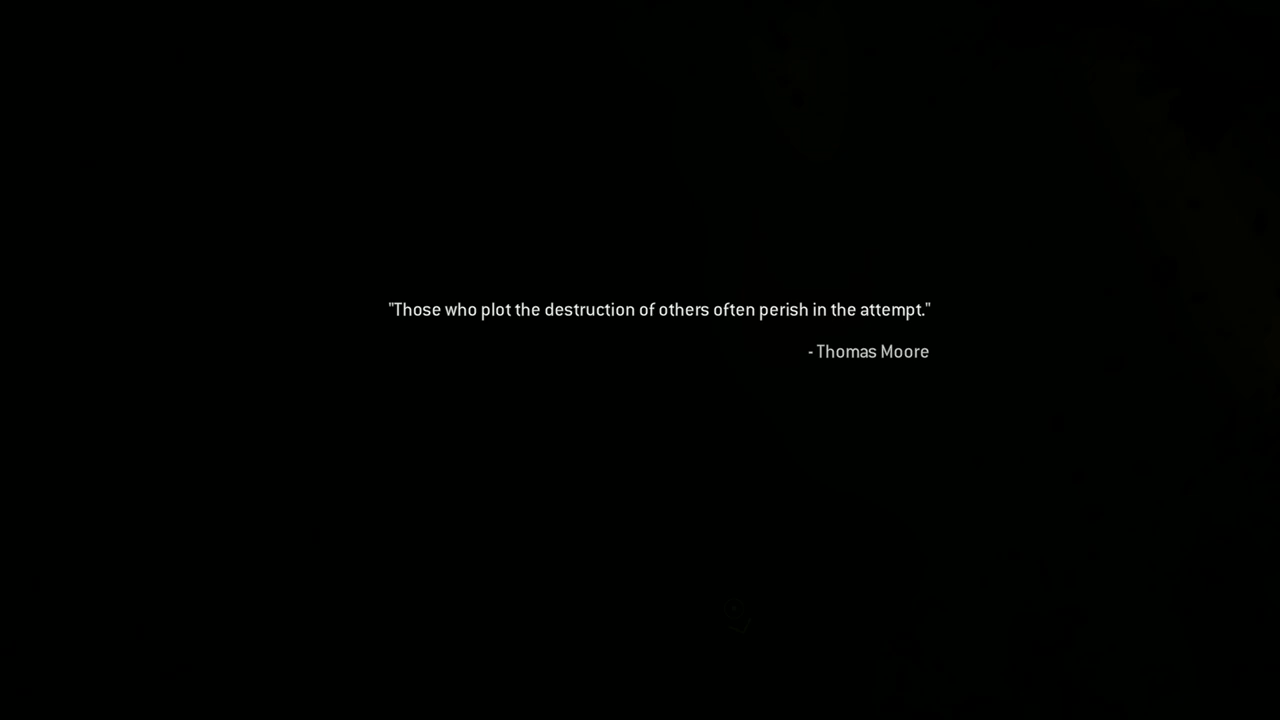 "Those who plot the destruction of others often perish in the attempt."
- Thomas Moore